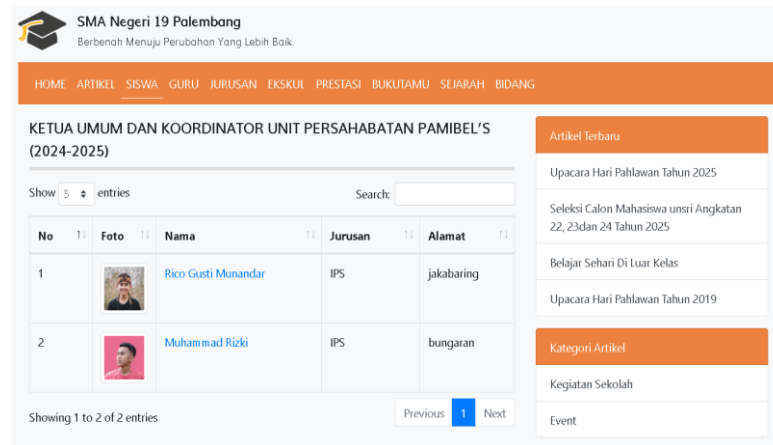 SMA Negeri 19 Palembang
Berbenah Menuju Perubahan Yang Lebih Baik.
HOME ARTIKEL SISWA GURU JURUSAN EKSKUL PRESTASI BUKUTAMU SEJARAH BIDANG
KETUA UMUM DAN KOORDINATOR UNIT PERSAHABATAN PAMIBEL'S
(2024-2025)
Show 5 entries Search:
No Foto Nama Jurusan Alamat
1 Rico Gusti Munandar IPS jakabaring
2 Muhammad Rizki IPS bungaran
Showing 1 to 2 of 2 entries
Previous 1 Next
Artikel Terbaru
Upacara Hari Pahlawan Tahun 2025
Seleksi Calon Mahasiswa unsri Angkatan
22, 23dan 24 Tahun 2025
Belajar Sehari Di Luar Kelas
Upacara Hari Pahlawan Tahun 2019
Kategori Artikel
Kegiatan Sekolah
Event